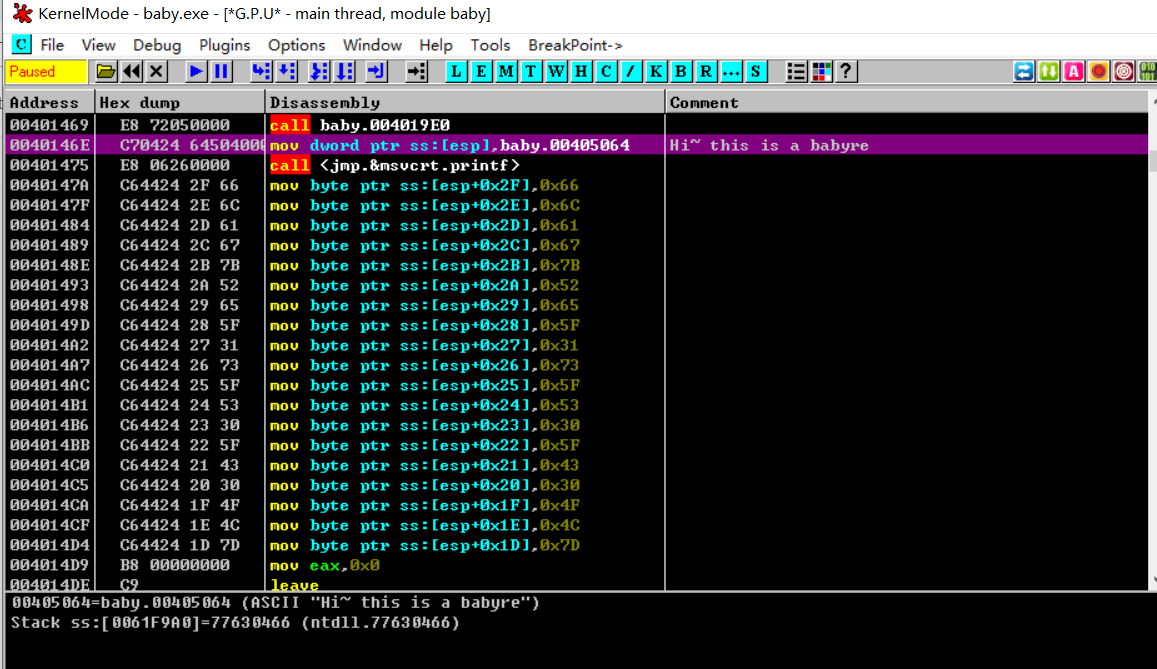 KernelMode - baby.exe - [*G.P.U* - main thread, module baby]
C File View Debug Plugins Options Window Help Tools BreakPoint->
Paused L E M T W H C / K B R ... S ? A
Address Hex dump Disassembly Comment
00401469 E8 72050000 call baby.004019E0
0040146E C70424 64504000 mov dword ptr ss:[esp],baby.00405064 Hi~ this is a babyre
00401475 E8 06260000 call <jmp.&msvcrt.printf>
0040147A C64424 2F 66 mov byte ptr ss:[esp+0x2F],0x66
0040147F C64424 2E 6C mov byte ptr ss:[esp+0x2E],0x6C
00401484 C64424 2D 61 mov byte ptr ss:[esp+0x2D],0x61
00401489 C64424 2C 67 mov byte ptr ss:[esp+0x2C],0x67
0040148E C64424 2B 7B mov byte ptr ss:[esp+0x2B],0x7B
00401493 C64424 2A 52 mov byte ptr ss:[esp+0x2A],0x52
00401498 C64424 29 65 mov byte ptr ss:[esp+0x29],0x65
0040149D C64424 28 5F mov byte ptr ss:[esp+0x28],0x5F
004014A2 C64424 27 31 mov byte ptr ss:[esp+0x27],0x31
004014A7 C64424 26 73 mov byte ptr ss:[esp+0x26],0x73
004014AC C64424 25 5F mov byte ptr ss:[esp+0x25],0x5F
004014B1 C64424 24 53 mov byte ptr ss:[esp+0x24],0x53
004014B6 C64424 23 30 mov byte ptr ss:[esp+0x23],0x30
004014BB C64424 22 5F mov byte ptr ss:[esp+0x22],0x5F
004014C0 C64424 21 43 mov byte ptr ss:[esp+0x21],0x43
004014C5 C64424 20 30 mov byte ptr ss:[esp+0x20],0x30
004014CA C64424 1F 4F mov byte ptr ss:[esp+0x1F],0x4F
004014CF C64424 1E 4C mov byte ptr ss:[esp+0x1E],0x4C
004014D4 C64424 1D 7D mov byte ptr ss:[esp+0x1D],0x7D
004014D9 B8 00000000 mov eax,0x0
004014DE C9 leave
00405064=baby.00405064 (ASCII "Hi~ this is a babyre")
Stack ss:[0061F9A0]=77630466 (ntdll.77630466)